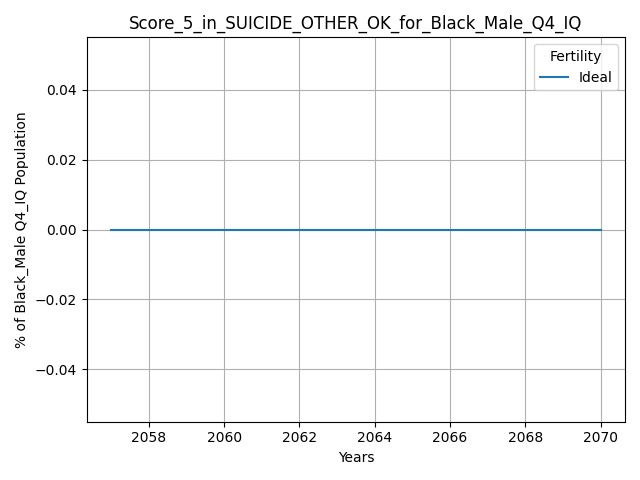 Score_5_in_SUICIDE_OTHER_OK_for_Black_Male_Q4_IQ
Fertility
Ideal
% of Black_Male Q4_IQ Population
0.04
0.02
0.00
−0.02
−0.04
2058 2060 2062 2064 2066 2068 2070
Years